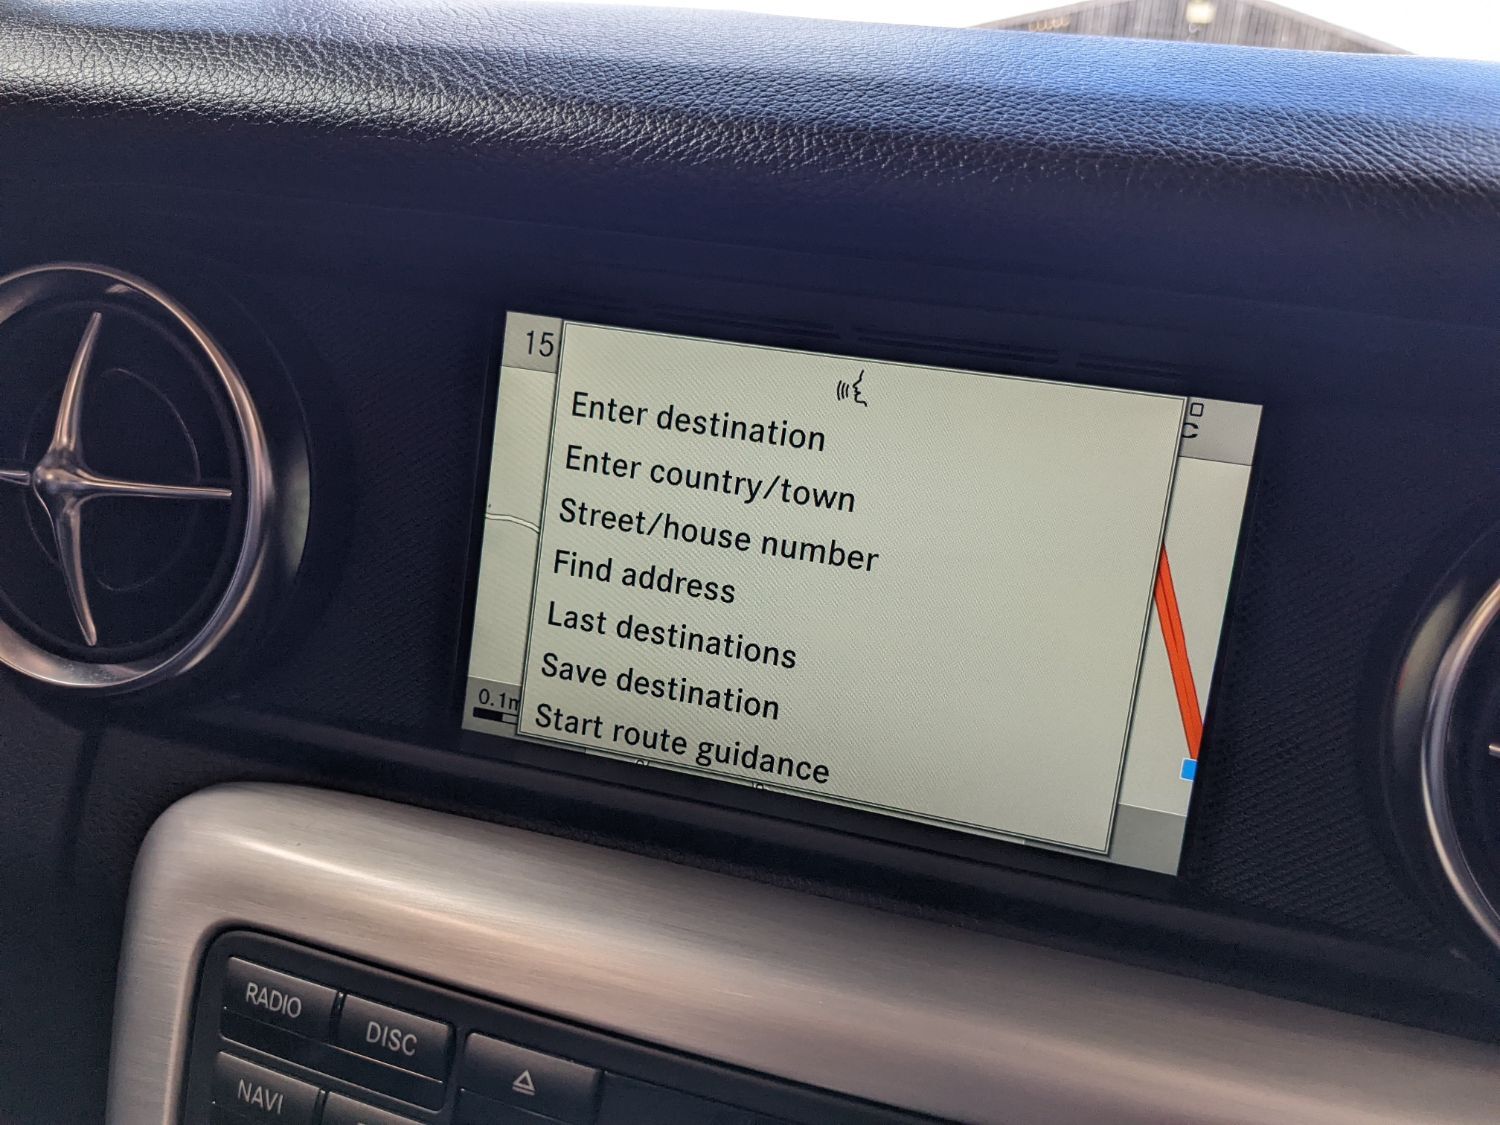 15
C
Enter destination
Enter country/town
Street/house number
Find address
Last destinations
Save destination
Start route guidance
0.1m
RADIO
DISC
NAVI